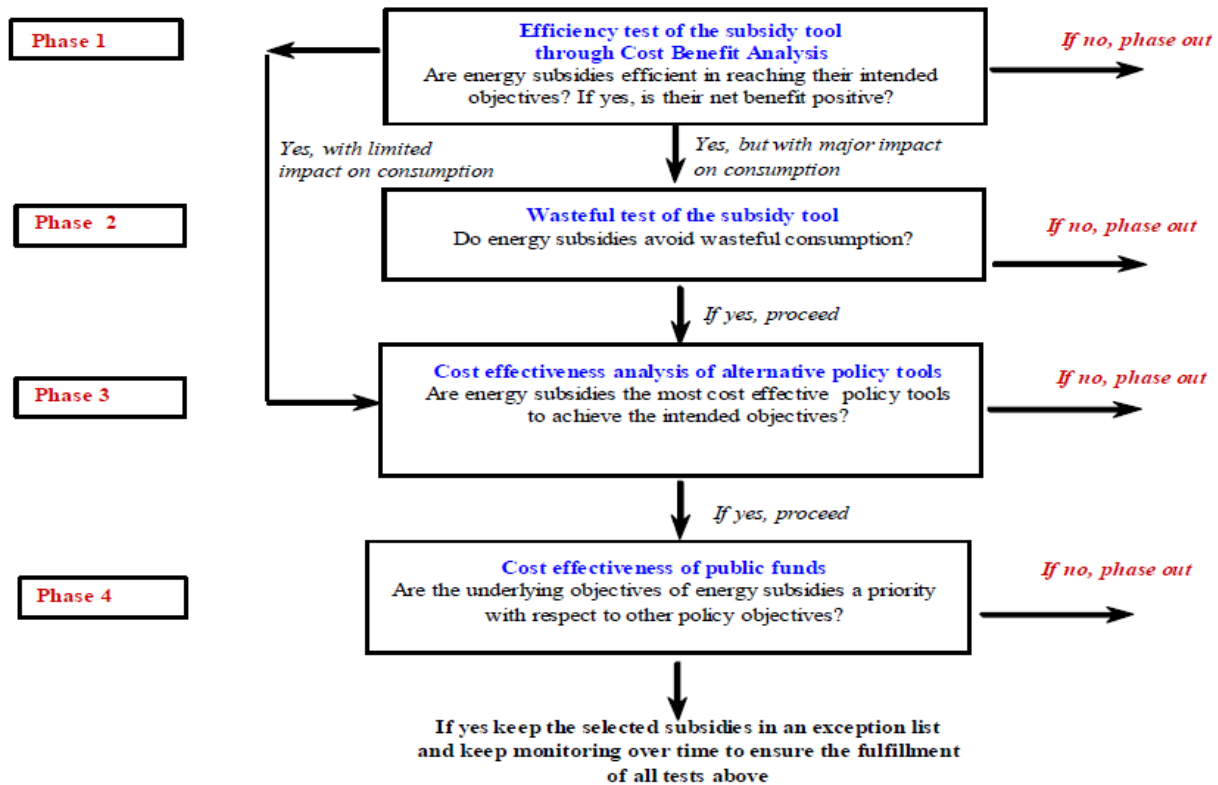 Phase 1
Efficiency test of the subsidy tool
through Cost Benefit Analysis
Are energy subsidies efficient in reaching their intended
objectives? If yes, is their net benefit positive?
If no, phase out
Yes, with limited
impact on consumption
Yes, but with major impact
on consumption
Phase 2
Wasteful test of the subsidy tool
Do energy subsidies avoid wasteful consumption?
If no, phase out
If yes, proceed
Phase 3
Cost effectiveness analysis of alternative policy tools
Are energy subsidies the most cost effective policy tools
to achieve the intended objectives?
If no, phase out
If yes, proceed
Phase 4
Cost effectiveness of public funds
Are the underlying objectives of energy subsidies a priority
with respect to other policy objectives?
If no, phase out
If yes keep the selected subsidies in an exception list
and keep monitoring over time to ensure the fulfillment
of all tests above